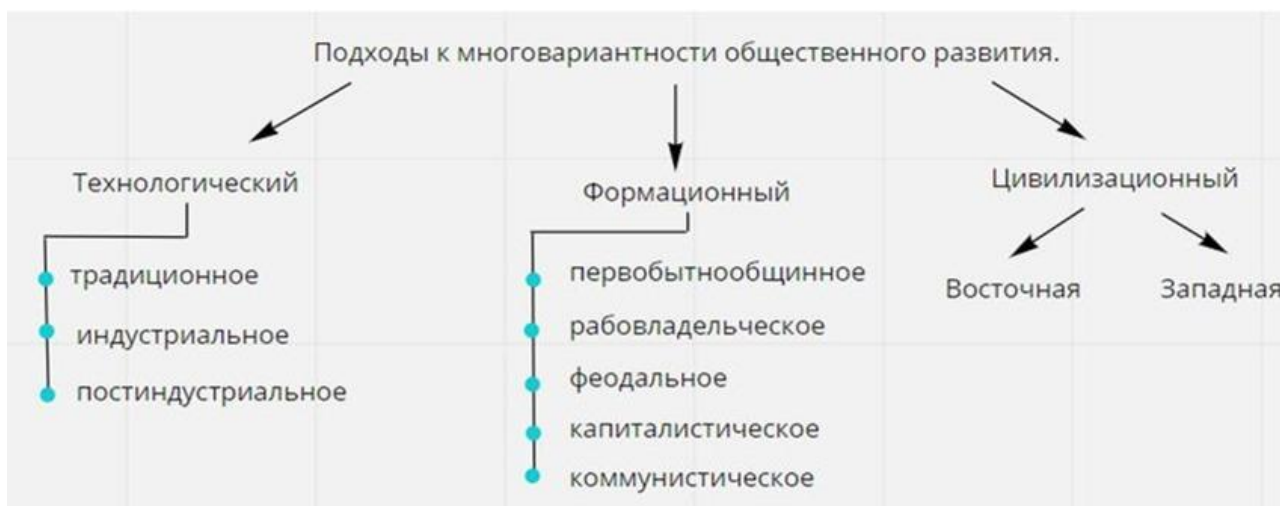 Подходы к многовариантности общественного развития.
Технологический
традиционное
индустриальное
постиндустриальное
Формационный
первобытнообщинное
рабовладельческое
феодальное
капиталистическое
коммунистическое
Цивилизационный
Восточная
Западная